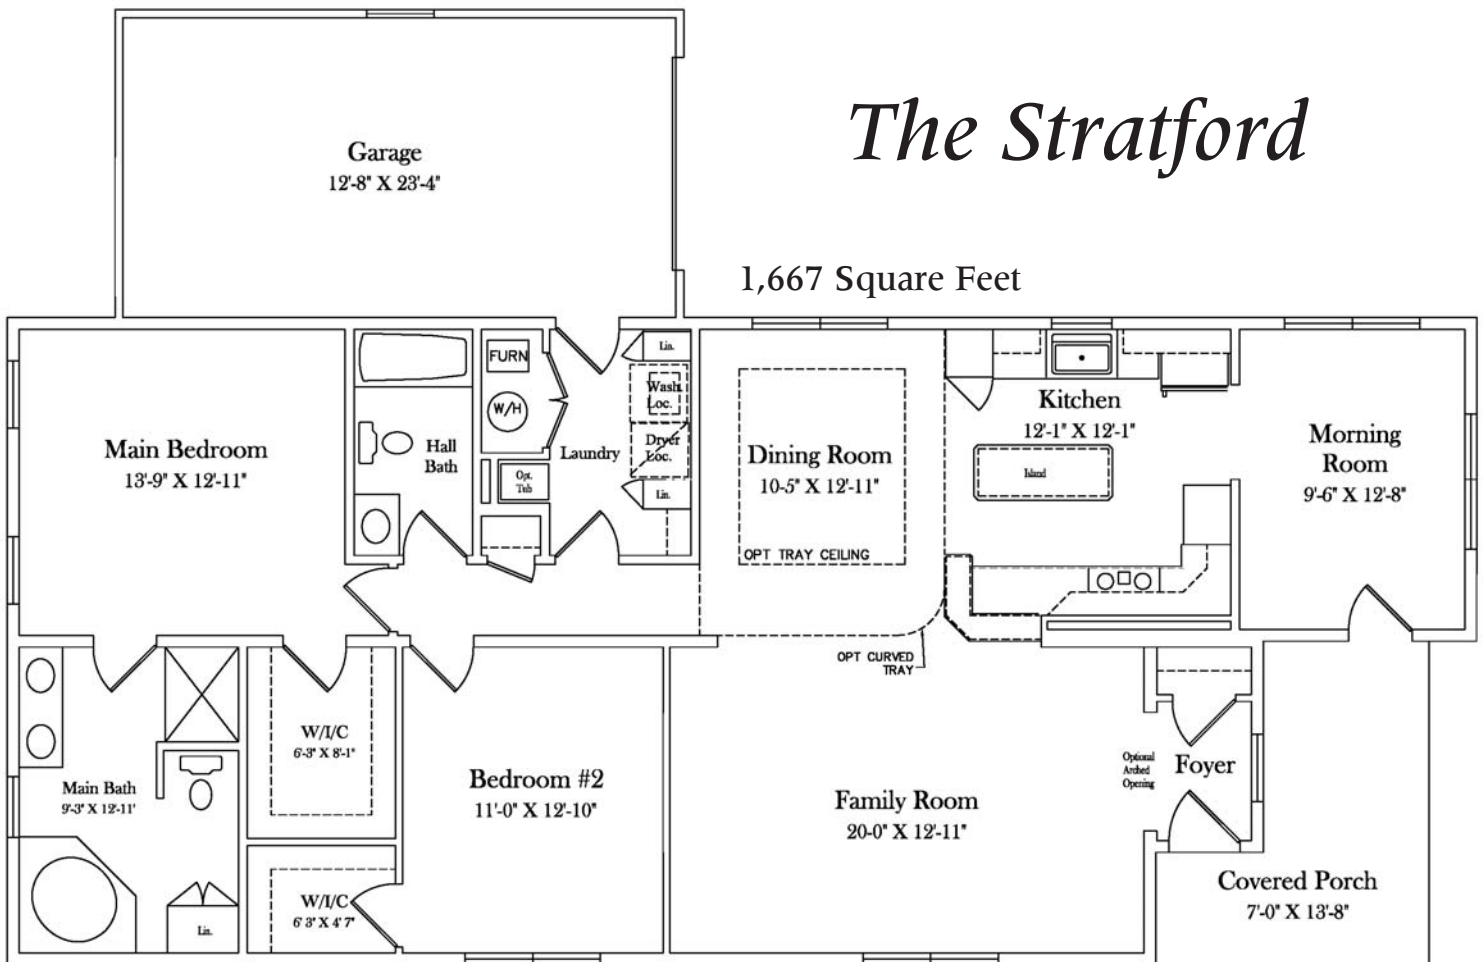 The Stratford
1,667 Square Feet
Garage
12'-8" X 23'-4"
Main Bedroom
13'-9" X 12'-11"
Hall
Bath
FURN
W/H
Laundry
Opt.
Tub
Lin.
Wash
Loc.
Dryer
Loc.
Lin.
Dining Room
10-5" X 12'-11"
OPT TRAY CEILING
OPT CURVED
TRAY
Kitchen
12'-1" X 12'-1"
Island
Morning
Room
9'-6" X 12'-8"
Main Bath
9'-3" X 12'-11'
Lin.
W/I/C
6'-3" X 8'-1"
W/I/C
6' 3" X 4' 7"
Bedroom #2
11'-0" X 12'-10"
Family Room
20-0" X 12'-11"
Optional
Arched
Opening
Foyer
Covered Porch
7'-0" X 13'-8"